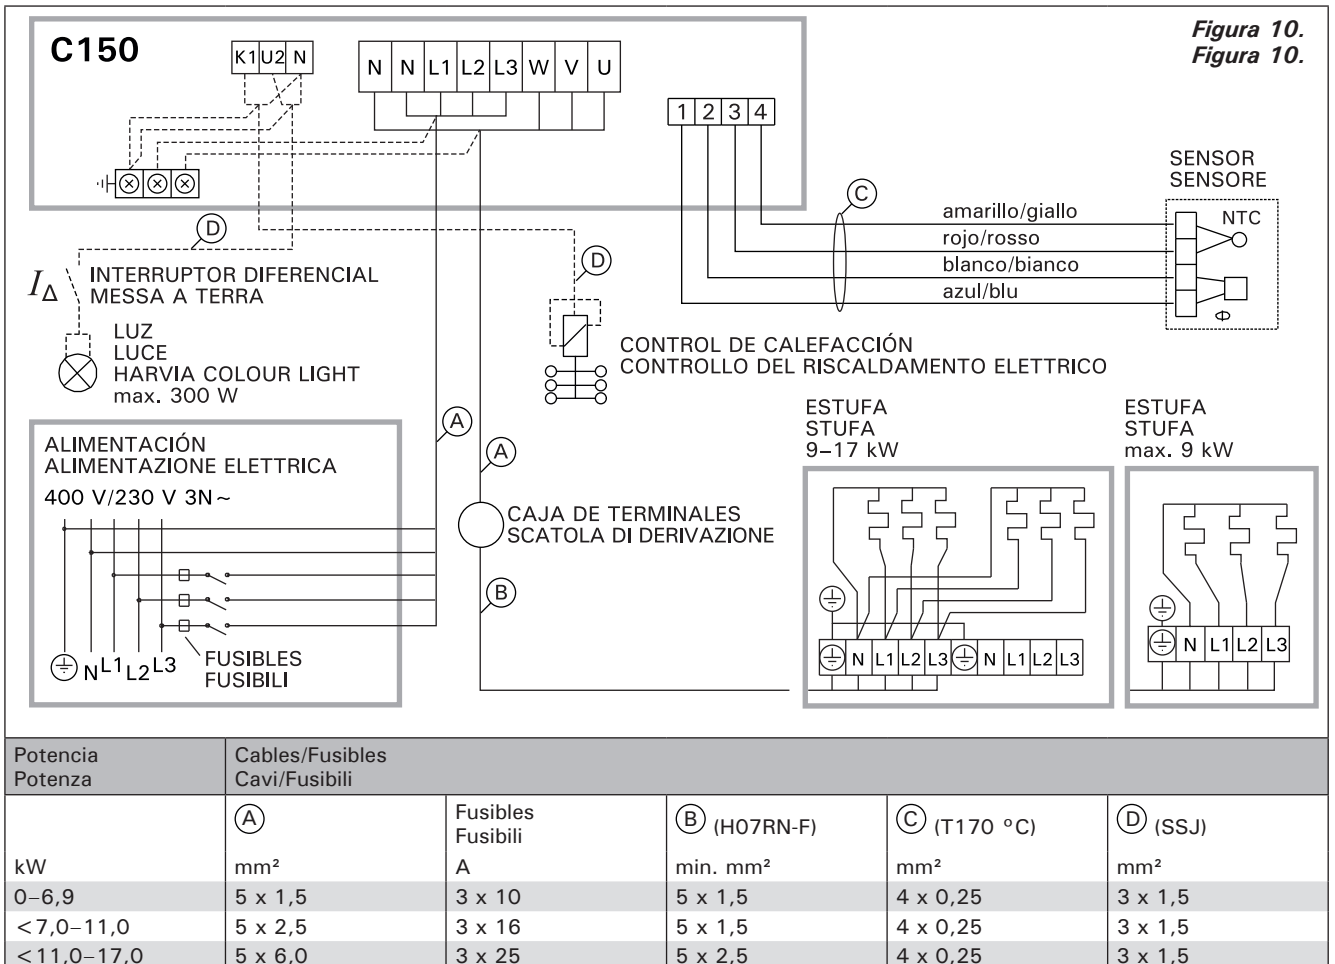 Figura 10.
Figura 10.
C150
K1 U2 N
N N L1 L2 L3 W V U
1 2 3 4
SENSOR
SENSORE
C
amarillo/giallo
NTC
rojo/rosso
blanco/bianco
azul/blu
D
D
I∆
INTERRUPTOR DIFERENCIAL
MESSA A TERRA
LUZ
LUCE
HARVIA COLOUR LIGHT
max. 300 W
CONTROL DE CALEFACCIÓN
CONTROLLO DEL RISCALDAMENTO ELETTRICO
A
A
ALIMENTACIÓN
ALIMENTAZIONE ELETTRICA
400 V/230 V 3N~
N L1 L2 L3
FUSIBLES
FUSIBILI
CAJA DE TERMINALES
SCATOLA DI DERIVAZIONE
B
ESTUFA
STUFA
9–17 kW
N L1 L2 L3 N L1 L2 L3
ESTUFA
STUFA
max. 9 kW
N L1 L2 L3
Potencia
Potenza
Cables/Fusibles
Cavi/Fusibili
A
Fusibles
Fusibili
B (H07RN-F)
C (T170 °C)
D (SSJ)
kW mm² A min. mm² mm² mm²
0–6,9 5 x 1,5 3 x 10 5 x 1,5 4 x 0,25 3 x 1,5
<7,0–11,0 5 x 2,5 3 x 16 5 x 1,5 4 x 0,25 3 x 1,5
<11,0–17,0 5 x 6,0 3 x 25 5 x 2,5 4 x 0,25 3 x 1,5